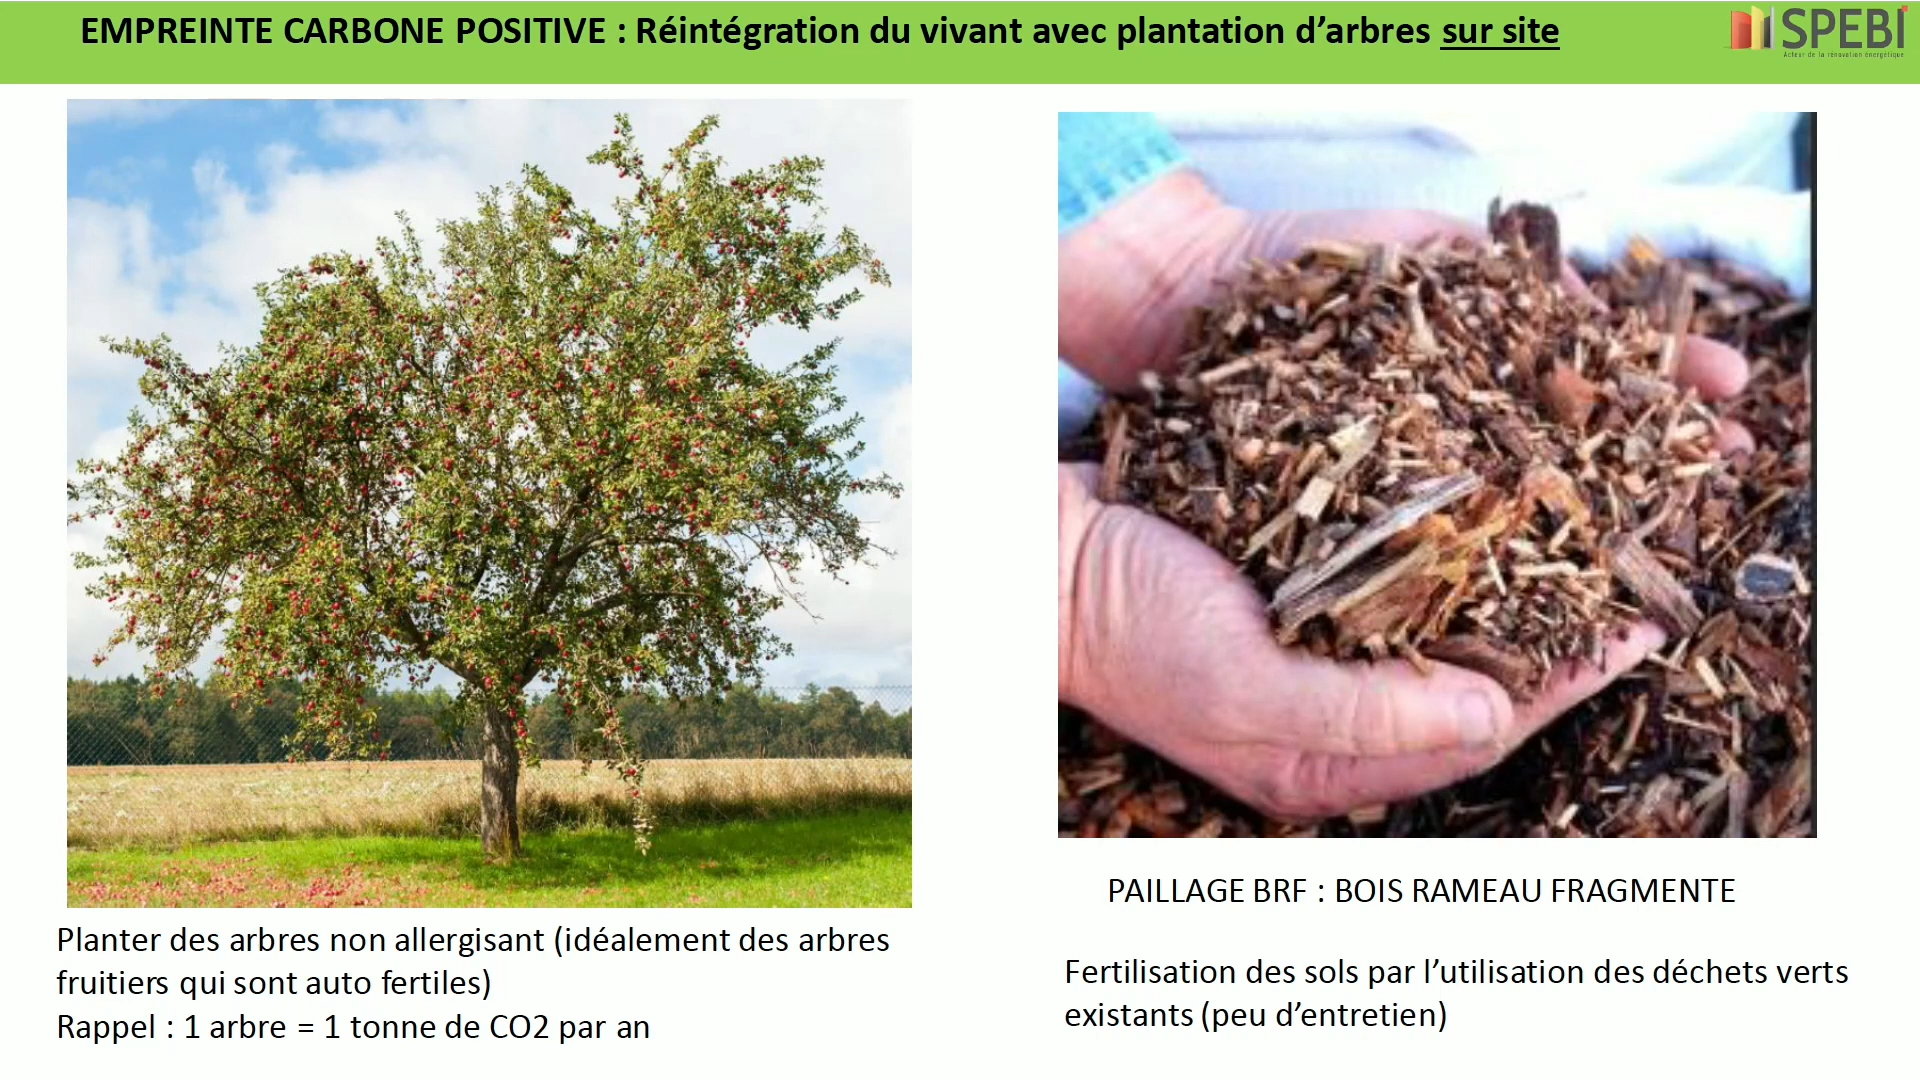 EMPREINTE CARBONE POSITIVE : Réintégration du vivant avec plantation d’arbres sur site
SPEBI
Acteur de la rénovation énergétique
Planter des arbres non allergisant (idéalement des arbres
fruitiers qui sont auto fertiles)
Rappel : 1 arbre = 1 tonne de CO2 par an
PAILLAGE BRF : BOIS RAMEAU FRAGMENTE
Fertilisation des sols par l’utilisation des déchets verts
existants (peu d’entretien)